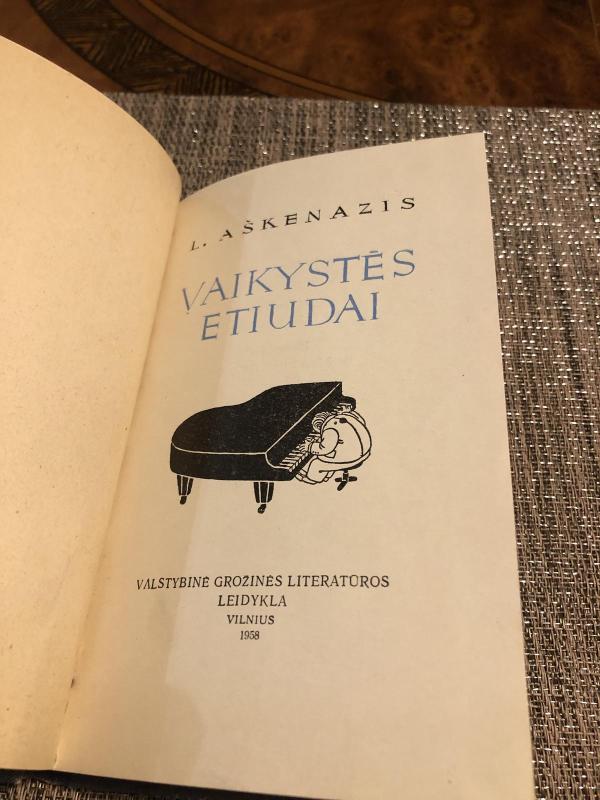 L. AŠKENAZIS
VAIKYSTĖS
ETIUDAI
VALSTYBINĖ GROŽINĖS LITERATŪROS
LEIDYKLA
VILNIUS
1958